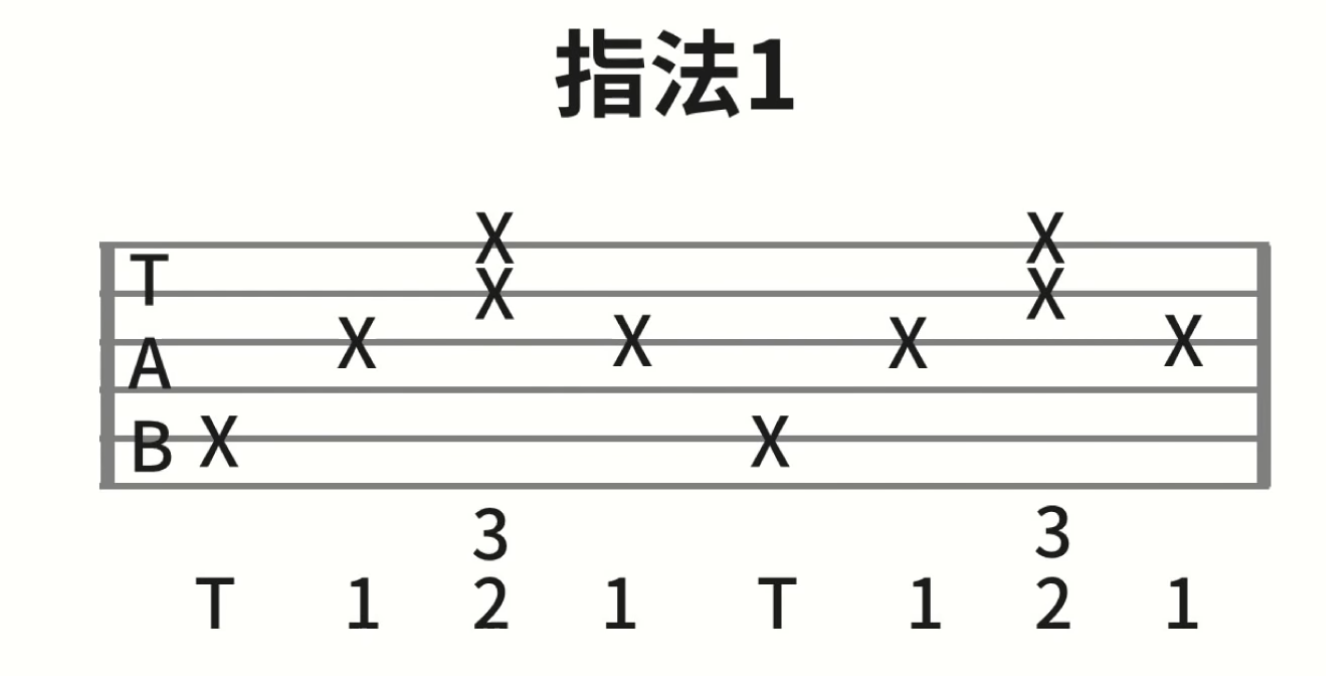 指法1
X X
T
X X
X X X X
A
B X X
3 3
T 1 2 1 T 1 2 1